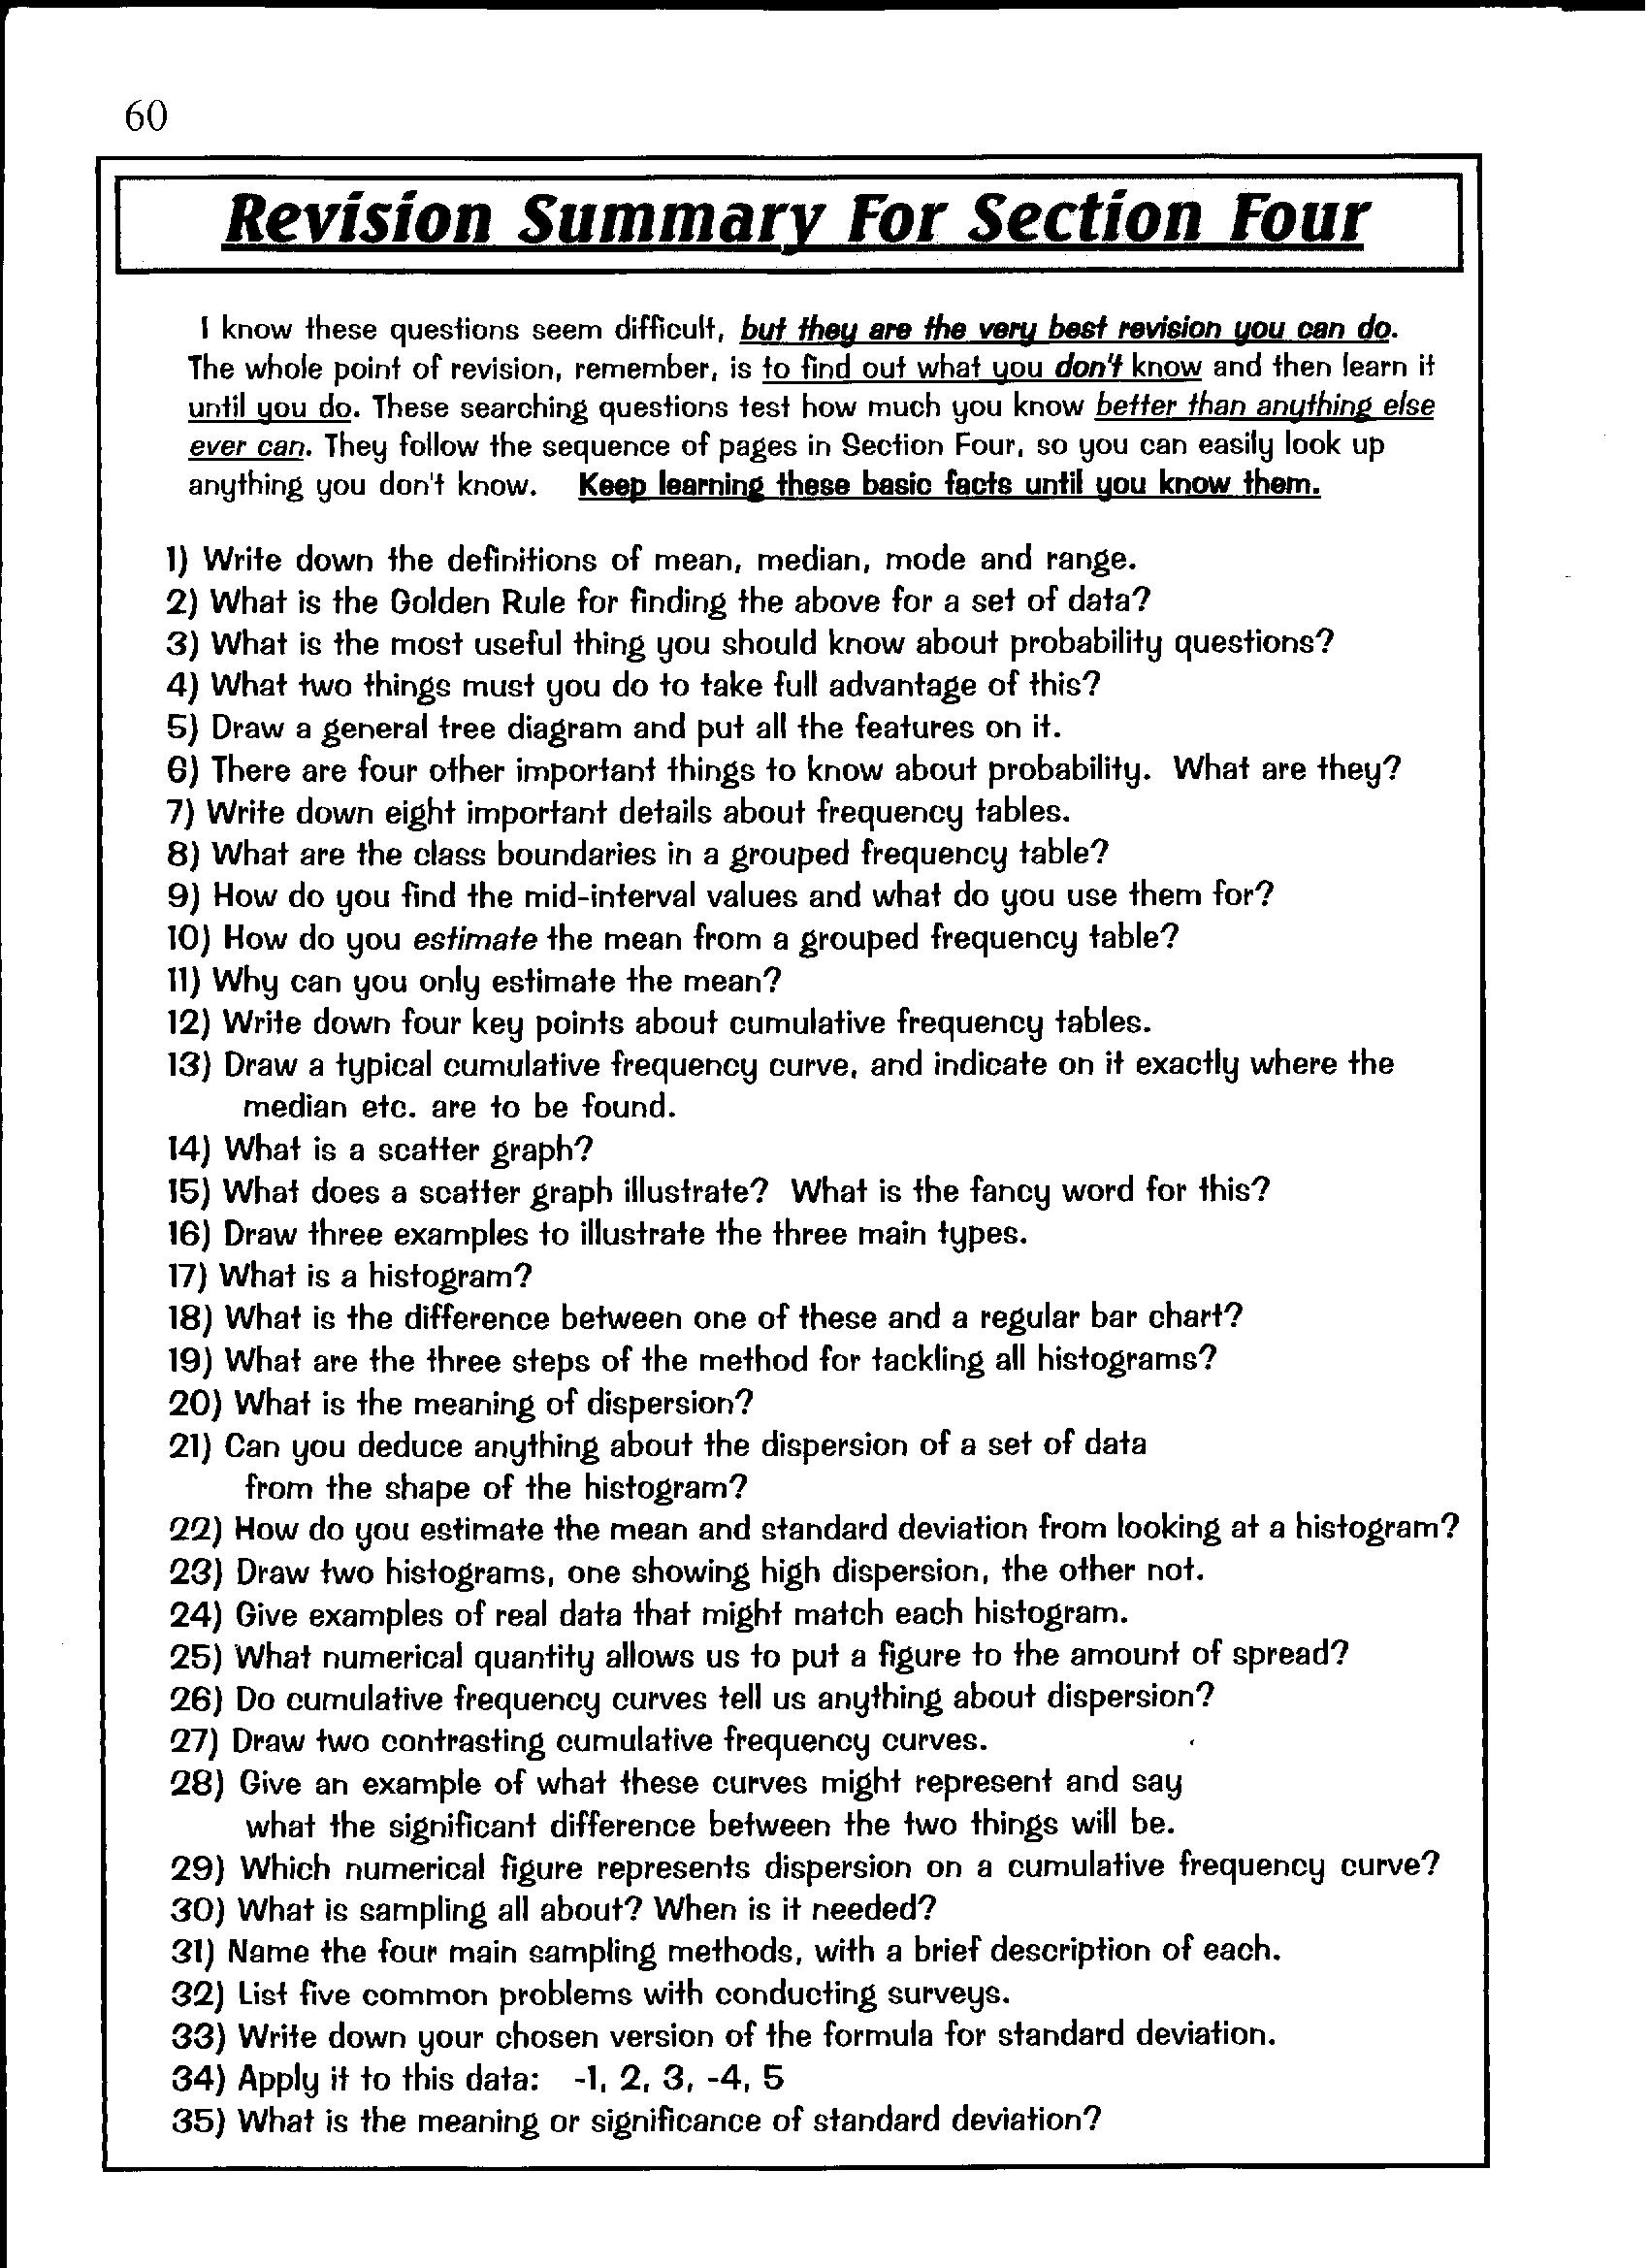 60
Revision Summary For Section Four
I know these questions seem difficult, but they are the very best revision you can do.
The whole point of revision, remember, is to find out what you don't know and then learn it
until you do. These searching questions test how much you know better than anything else
ever can. They follow the sequence of pages in Section Four, so you can easily look up
anything you don't know. Keep learning these basic facts until you know them.
1) Write down the definitions of mean, median, mode and range.
2) What is the Golden Rule for finding the above for a set of data?
3) What is the most useful thing you should know about probability questions?
4) What two things must you do to take full advantage of this?
5) Draw a general tree diagram and put all the features on it.
6) There are four other important things to know about probability. What are they?
7) Write down eight important details about frequency tables.
8) What are the class boundaries in a grouped frequency table?
9) How do you find the mid-interval values and what do you use them for?
10) How do you estimate the mean from a grouped frequency table?
11) Why can you only estimate the mean?
12) Write down four key points about cumulative frequency tables.
13) Draw a typical cumulative frequency curve, and indicate on it exactly where the
median etc. are to be found.
14) What is a scatter graph?
15) What does a scatter graph illustrate? What is the fancy word for this?
16) Draw three examples to illustrate the three main types.
17) What is a histogram?
18) What is the difference between one of these and a regular bar chart?
19) What are the three steps of the method for tackling all histograms?
20) What is the meaning of dispersion?
21) Can you deduce anything about the dispersion of a set of data
from the shape of the histogram?
22) How do you estimate the mean and standard deviation from looking at a histogram?
23) Draw two histograms, one showing high dispersion, the other not.
24) Give examples of real data that might match each histogram.
25) What numerical quantity allows us to put a figure to the amount of spread?
26) Do cumulative frequency curves tell us anything about dispersion?
27) Draw two contrasting cumulative frequency curves.
28) Give an example of what these curves might represent and say
what the significant difference between the two things will be.
29) Which numerical figure represents dispersion on a cumulative frequency curve?
30) What is sampling all about? When is it needed?
31) Name the four main sampling methods, with a brief description of each.
32) List five common problems with conducting surveys.
33) Write down your chosen version of the formula for standard deviation.
34) Apply it to this data: -1, 2, 3, -4, 5
35) What is the meaning or significance of standard deviation?